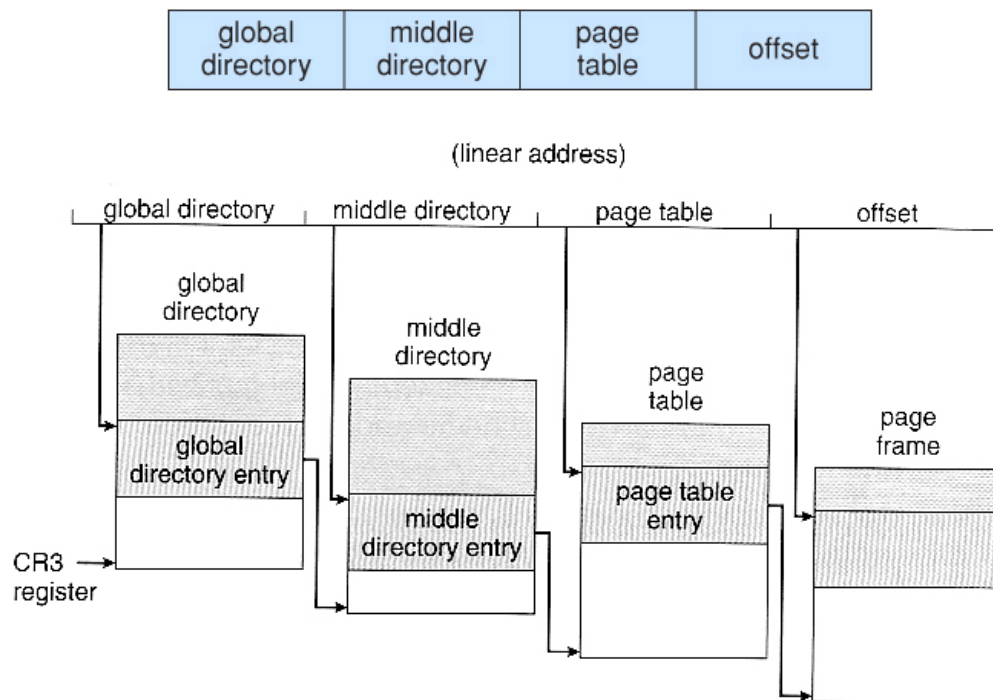 global
directory
middle
directory
page
table
offset
(linear address)
global directory
middle directory
page table
offset
global
directory
global
directory entry
CR3
register
middle
directory
middle
directory entry
page
table
page table
entry
page
frame